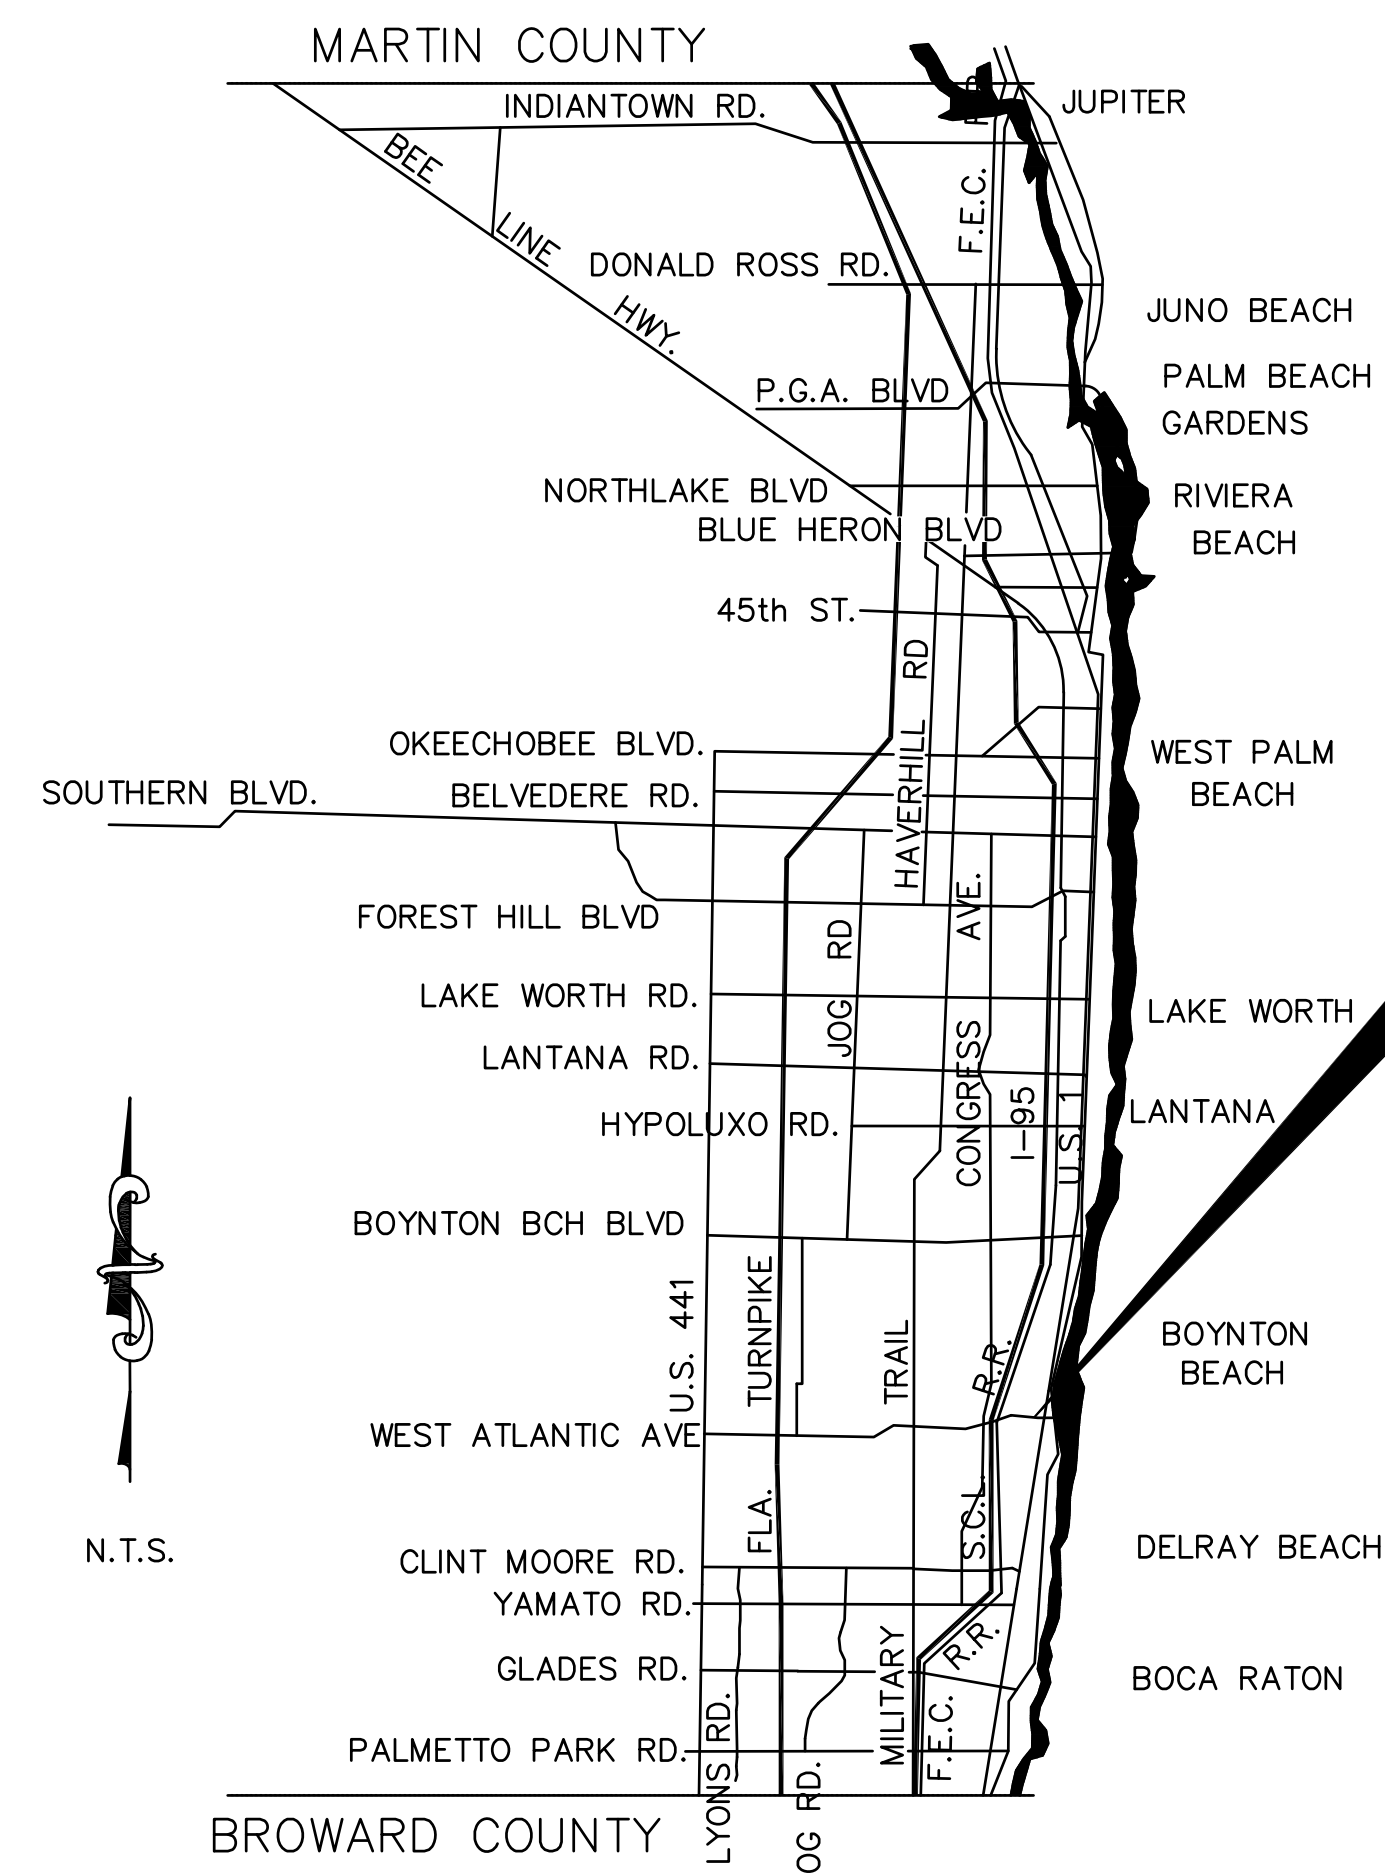 MARTIN COUNTY
INDIANTOWN RD.
JUPITER
R.R.
F.E.C.
BEE
LINE
HWY.
DONALD ROSS RD.
JUNO BEACH
P.G.A. BLVD
PALM BEACH
GARDENS
NORTHLAKE BLVD
BLUE HERON BLVD
RIVIERA
BEACH
45th ST.
HAVERHILL RD
OKEECHOBEE BLVD.
WEST PALM
BEACH
SOUTHERN BLVD.
BELVEDERE RD.
FOREST HILL BLVD
JOG RD
CONGRESS AVE.
LAKE WORTH RD.
LAKE WORTH
LANTANA RD.
LANTANA
I-95
U.S. 1
HYPOLUXO RD.
BOYNTON BCH BLVD
U.S. 441
FLA. TURNPIKE
MILITARY TRAIL
S.C.L. R.R.
BOYNTON
BEACH
WEST ATLANTIC AVE
N.T.S.
DELRAY BEACH
CLINT MOORE RD.
YAMATO RD.
F.E.C. R.R.
GLADES RD.
BOCA RATON
PALMETTO PARK RD.
LYONS RD.
OG RD.
BROWARD COUNTY